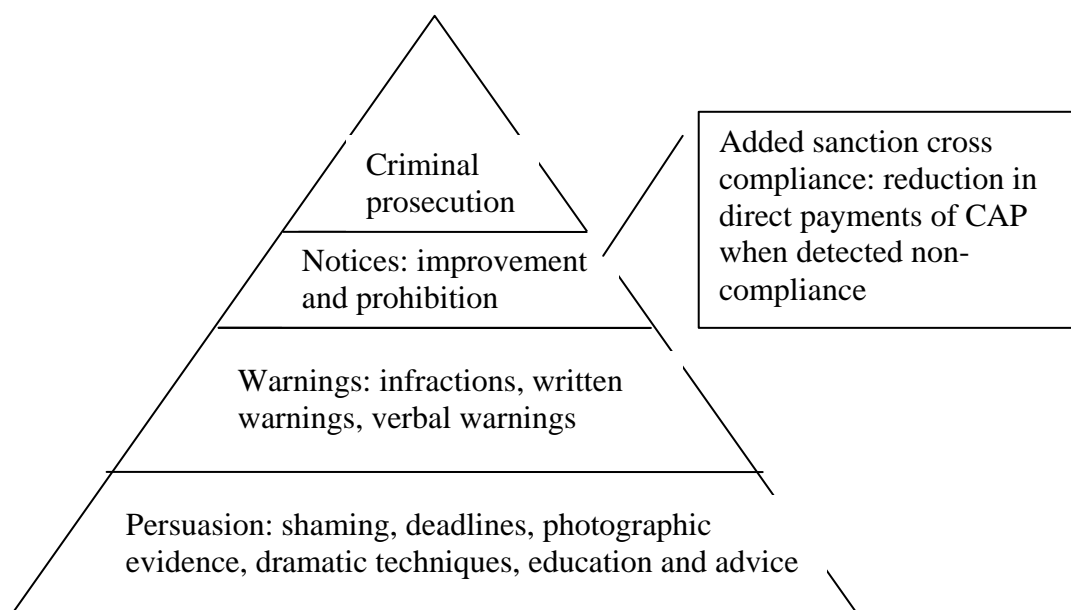 Criminal
prosecution
Notices: improvement
and prohibition
Warnings: infractions, written
warnings, verbal warnings
Persuasion: shaming, deadlines, photographic
evidence, dramatic techniques, education and advice
Added sanction cross
compliance: reduction in
direct payments of CAP
when detected non-
compliance